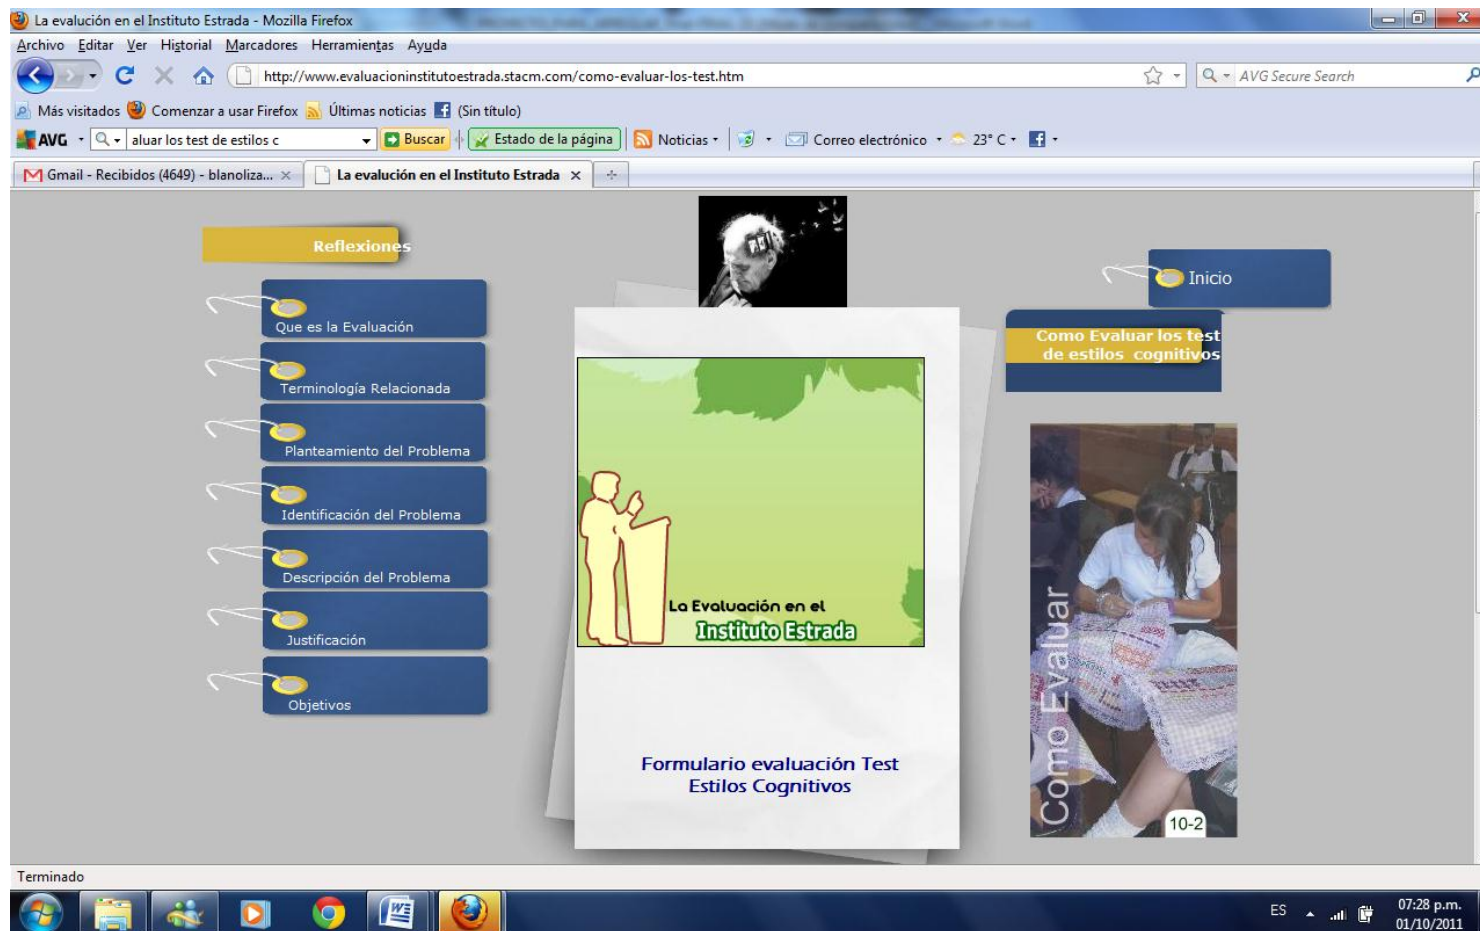 La evalución en el Instituto Estrada - Mozilla Firefox
Archivo Editar Ver Historial Marcadores Herramientas Ayuda
http://www.evaluacioninstitutoestrada.stacm.com/como-evaluar-los-test.htm
AVG Secure Search
Más visitados Comenzar a usar Firefox Últimas noticias (Sin título)
AVG aluar los test de estilos c Buscar Estado de la página Noticias Correo electrónico 23° C
Gmail - Recibidos (4649) - blanoliza... La evalución en el Instituto Estrada
Reflexiones
Que es la Evaluación
Terminología Relacionada
Planteamiento del Problema
Identificación del Problema
Descripción del Problema
Justificación
Objetivos
La Evaluación en el
Instituto Estrada
Formulario evaluación Test
Estilos Cognitivos
Inicio
Como Evaluar los test
de estilos cognitivos
Como Evaluar
10-2
Terminado
ES
07:28 p.m.
01/10/2011